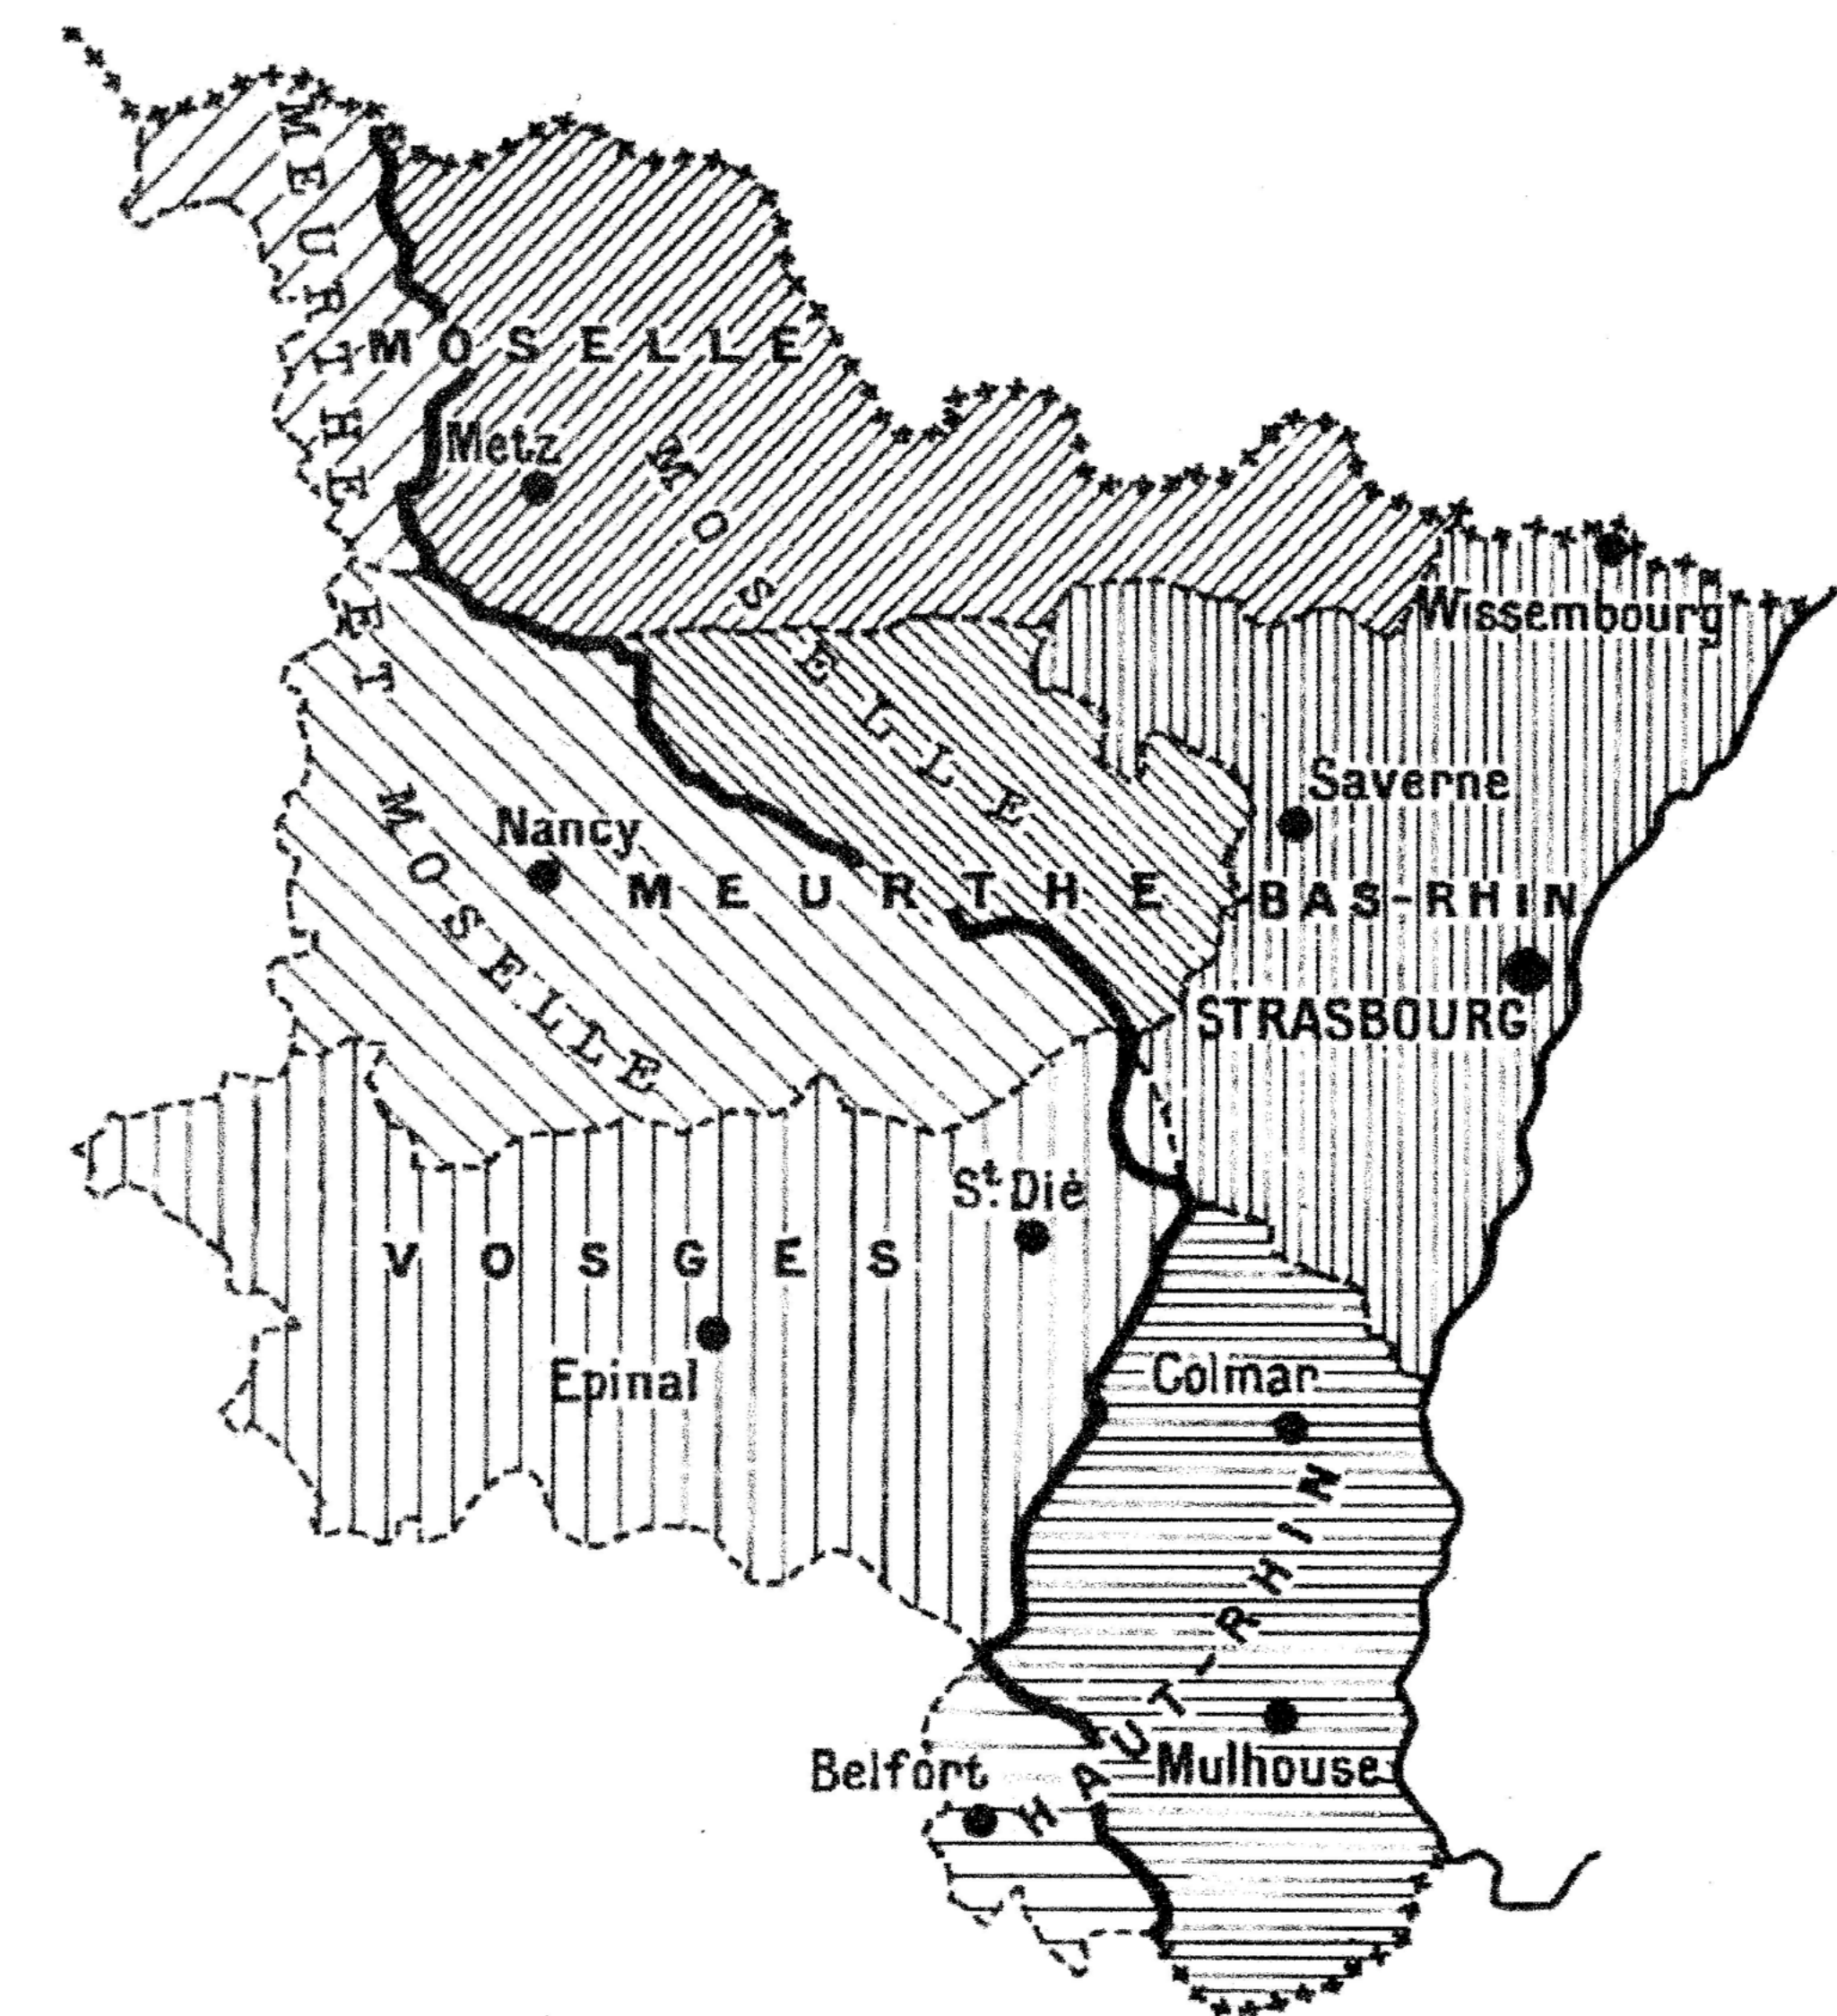 MEURTHE ET MOSELLE
MOSELLE
Metz
MOSELLE
Wissembourg
Saverne
Nancy
MEURTHE
BAS-RHIN
STRASBOURG
St. Dié
VOSGES
Epinal
Colmar
HAUT-RHIN
Belfort
Mulhouse